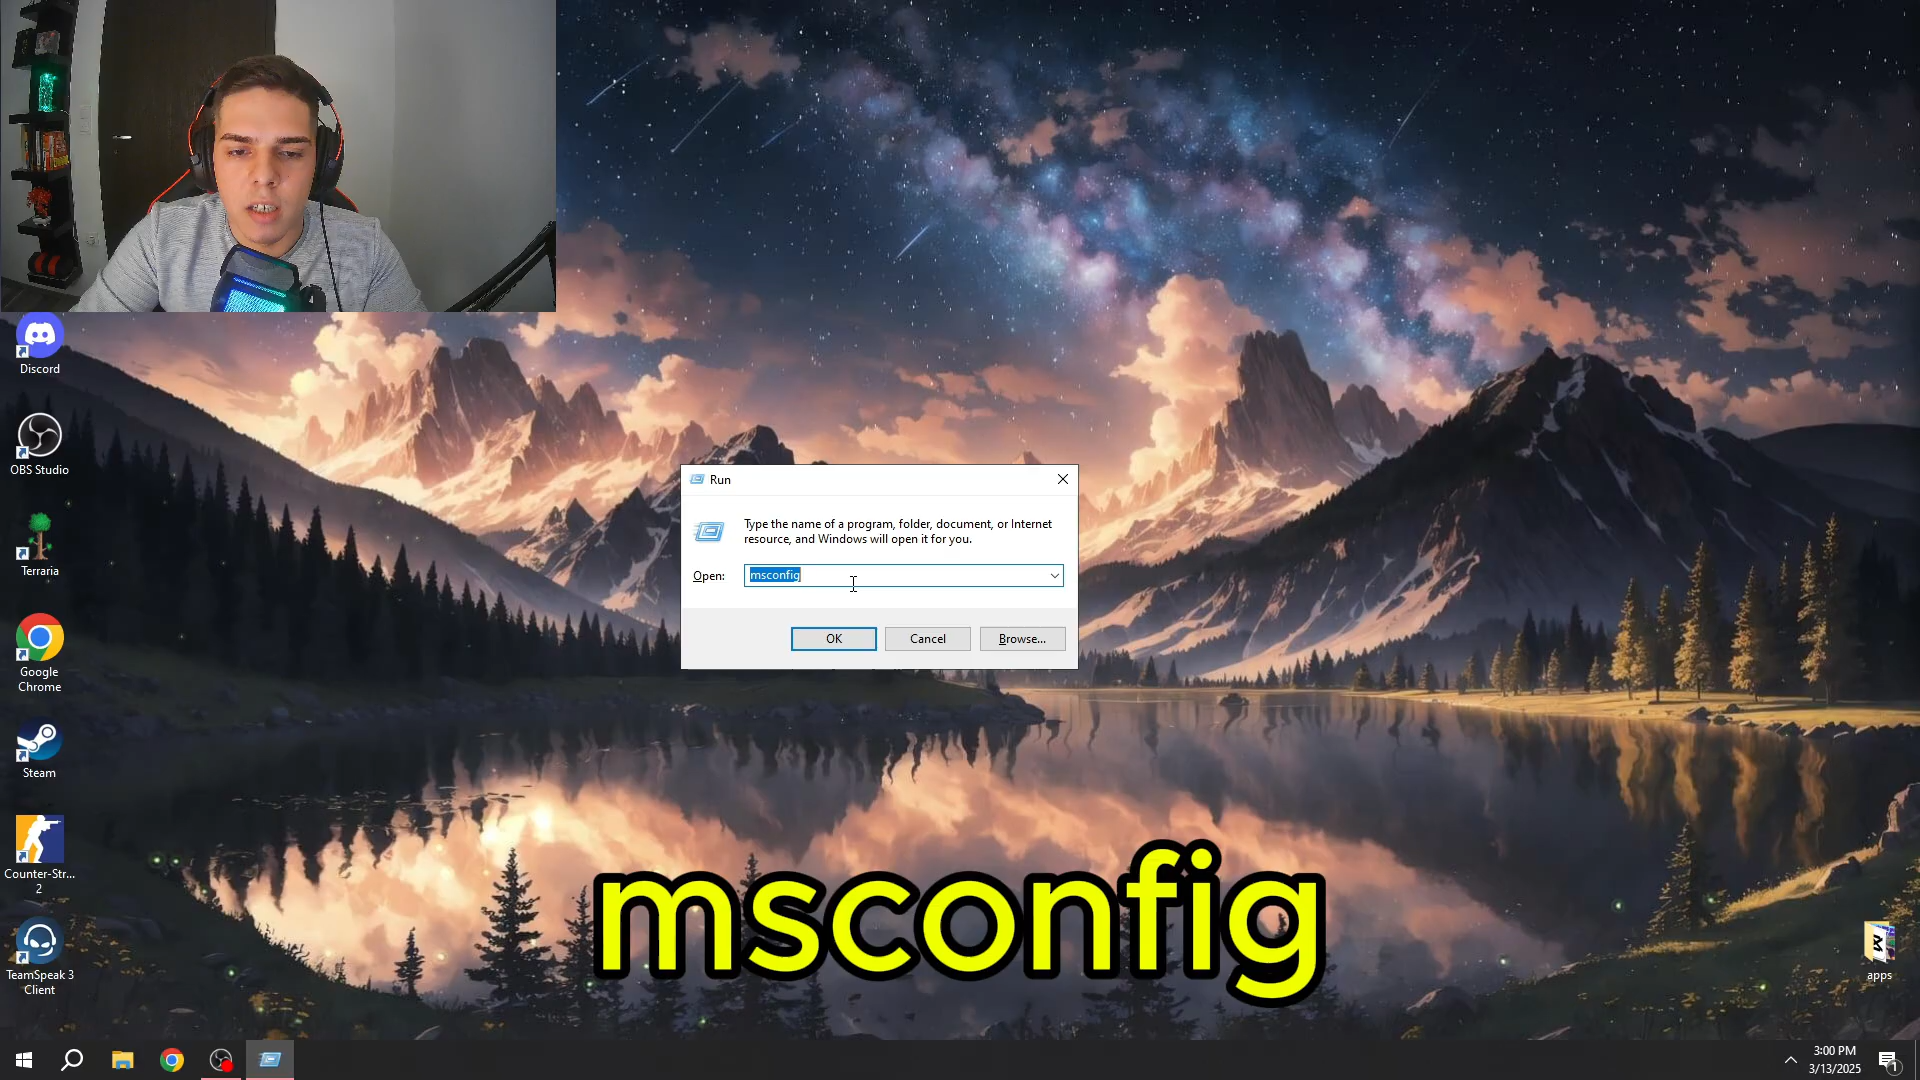 Discord
OBS Studio
Terraria
Google
Chrome
Steam
Counter-Str...
2
TeamSpeak 3
Client
Run
Type the name of a program, folder, document, or Internet
resource, and Windows will open it for you.
Open:
msconfig
OK
Cancel
Browse...
msconfig
apps
3:00 PM
3/13/2025
1